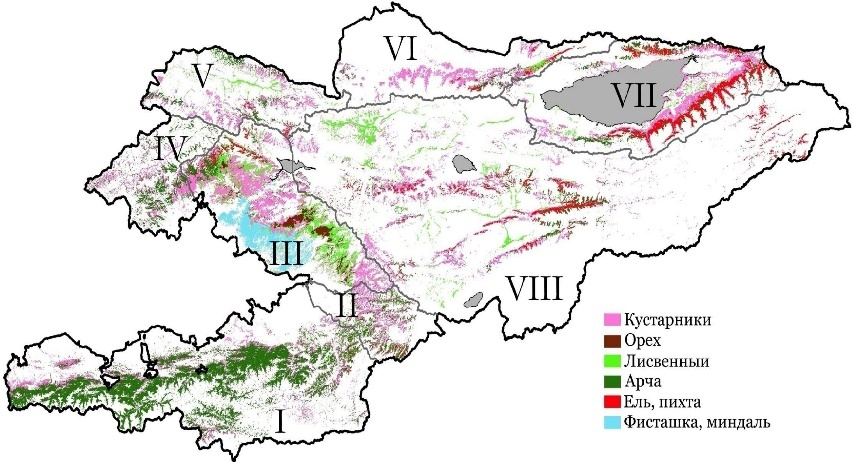 VI
V
VII
IV
III
II
VIII
I
Кустарники
Орех
Лисвенныи
Арча
Ель, пихта
Фисташка, миндаль